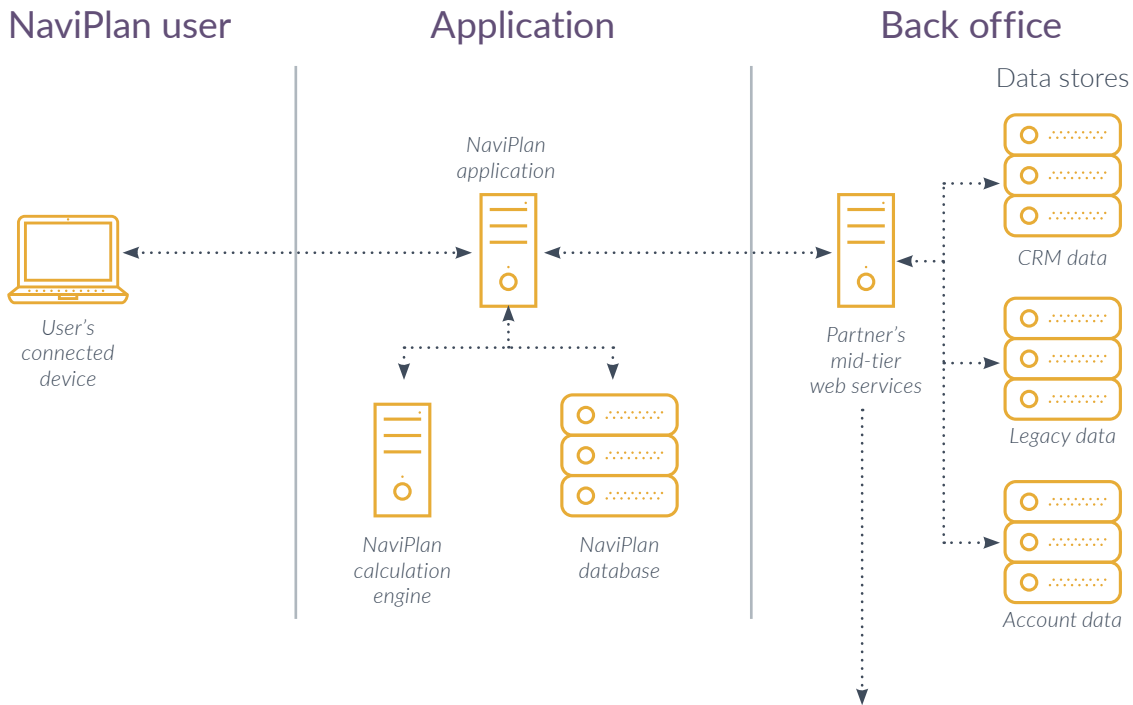 NaviPlan user
Application
Back office
Data stores
NaviPlan
application
CRM data
User’s
connected
device
Partner’s
mid-tier
web services
Legacy data
NaviPlan
calculation
engine
NaviPlan
database
Account data